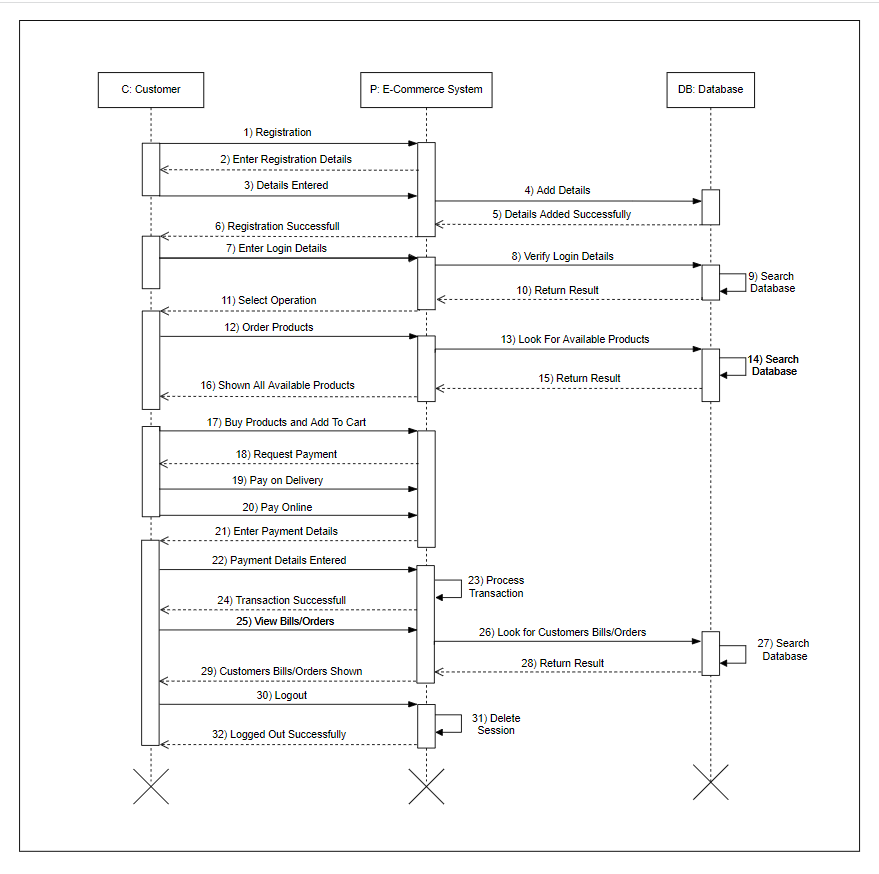 C: Customer
P: E-Commerce System
DB: Database
1) Registration
2) Enter Registration Details
3) Details Entered
4) Add Details
5) Details Added Successfully
6) Registration Successfull
7) Enter Login Details
8) Verify Login Details
9) Search
Database
10) Return Result
11) Select Operation
12) Order Products
13) Look For Available Products
14) Search
Database
15) Return Result
16) Shown All Available Products
17) Buy Products and Add To Cart
18) Request Payment
19) Pay on Delivery
20) Pay Online
21) Enter Payment Details
22) Payment Details Entered
23) Process
Transaction
24) Transaction Successfull
25) View Bills/Orders
26) Look for Customers Bills/Orders
27) Search
Database
28) Return Result
29) Customers Bills/Orders Shown
30) Logout
31) Delete
Session
32) Logged Out Successfully